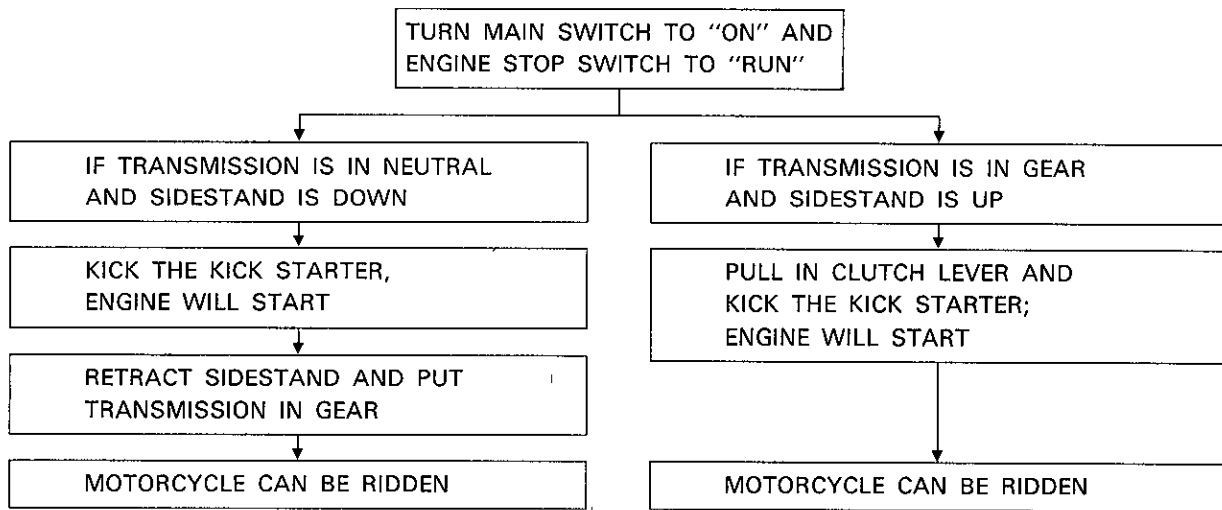 TURN MAIN SWITCH TO "ON" AND
ENGINE STOP SWITCH TO "RUN"
IF TRANSMISSION IS IN NEUTRAL
AND SIDESTAND IS DOWN
KICK THE KICK STARTER,
ENGINE WILL START
RETRACT SIDESTAND AND PUT
TRANSMISSION IN GEAR
MOTORCYCLE CAN BE RIDDEN
IF TRANSMISSION IS IN GEAR
AND SIDESTAND IS UP
PULL IN CLUTCH LEVER AND
KICK THE KICK STARTER;
ENGINE WILL START
MOTORCYCLE CAN BE RIDDEN